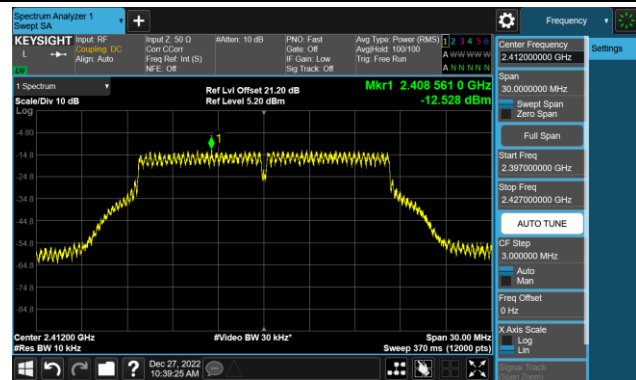 Spectrum Analyzer 1
Swept SA
Frequency
KEYSIGHT
L
LW
Input: RF
Coupling: DC
Align: Auto
Input Z: 50 Ω
Corr CCorr
Freq Ref: Int (S)
NFE: Off
#Atten: 10 dB
PNO: Fast
Gate: Off
IF Gain: Low
Sig Track: Off
Avg Type: Power (RMS)
Avg|Hold: 100/100
Trig: Free Run
1 2 3 4 5 6
A W W W W W
A N N N N N
1 Spectrum
Scale/Div 10 dB
Log
Ref Lvl Offset 21.20 dB
Ref Level 5.20 dBm
Mkr1 2.408 561 0 GHz
-12.528 dBm
1
-4.80
-14.8
-24.8
-34.8
-44.8
-54.8
-64.8
-74.8
-84.8
Center 2.41200 GHz
#Res BW 10 kHz
#Video BW 30 kHz*
Span 30.00 MHz
Sweep 370 ms (12000 pts)
Dec 27, 2022
10:39:25 AM
Center Frequency
2.412000000 GHz
Settings
Span
30.0000000 MHz
Swept Span
Zero Span
Full Span
Start Freq
2.397000000 GHz
Stop Freq
2.427000000 GHz
AUTO TUNE
CF Step
3.000000 MHz
Auto
Man
Freq Offset
0 Hz
X Axis Scale
Log
Lin
Signal Track
(Span Zoom)